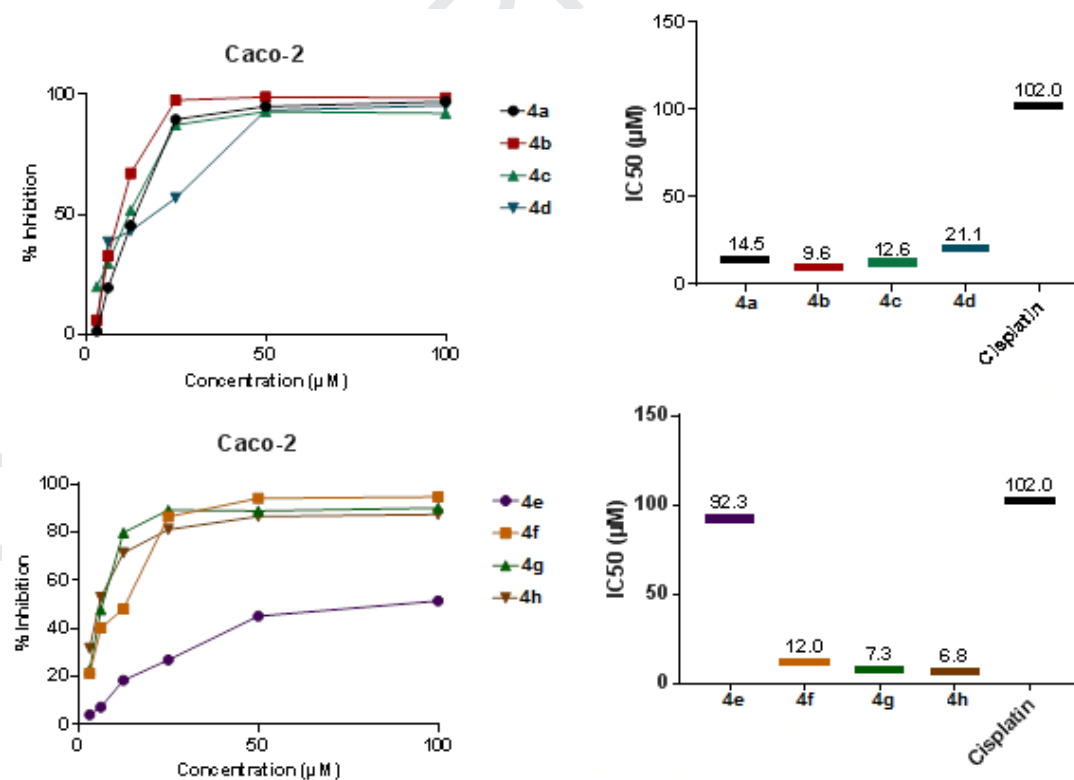 Caco-2
% Inhibition
100
50
0
0
50
100
Concentration (µM)
4a
4b
4c
4d
IC50 (µM)
150
100
50
0
14.5
9.6
12.6
21.1
102.0
4a
4b
4c
4d
Cisplatin
Caco-2
% Inhibition
100
80
60
40
20
0
0
50
100
Concentration (µM)
4e
4f
4g
4h
IC50 (µM)
150
100
50
0
92.3
12.0
7.3
6.8
102.0
4e
4f
4g
4h
Cisplatin